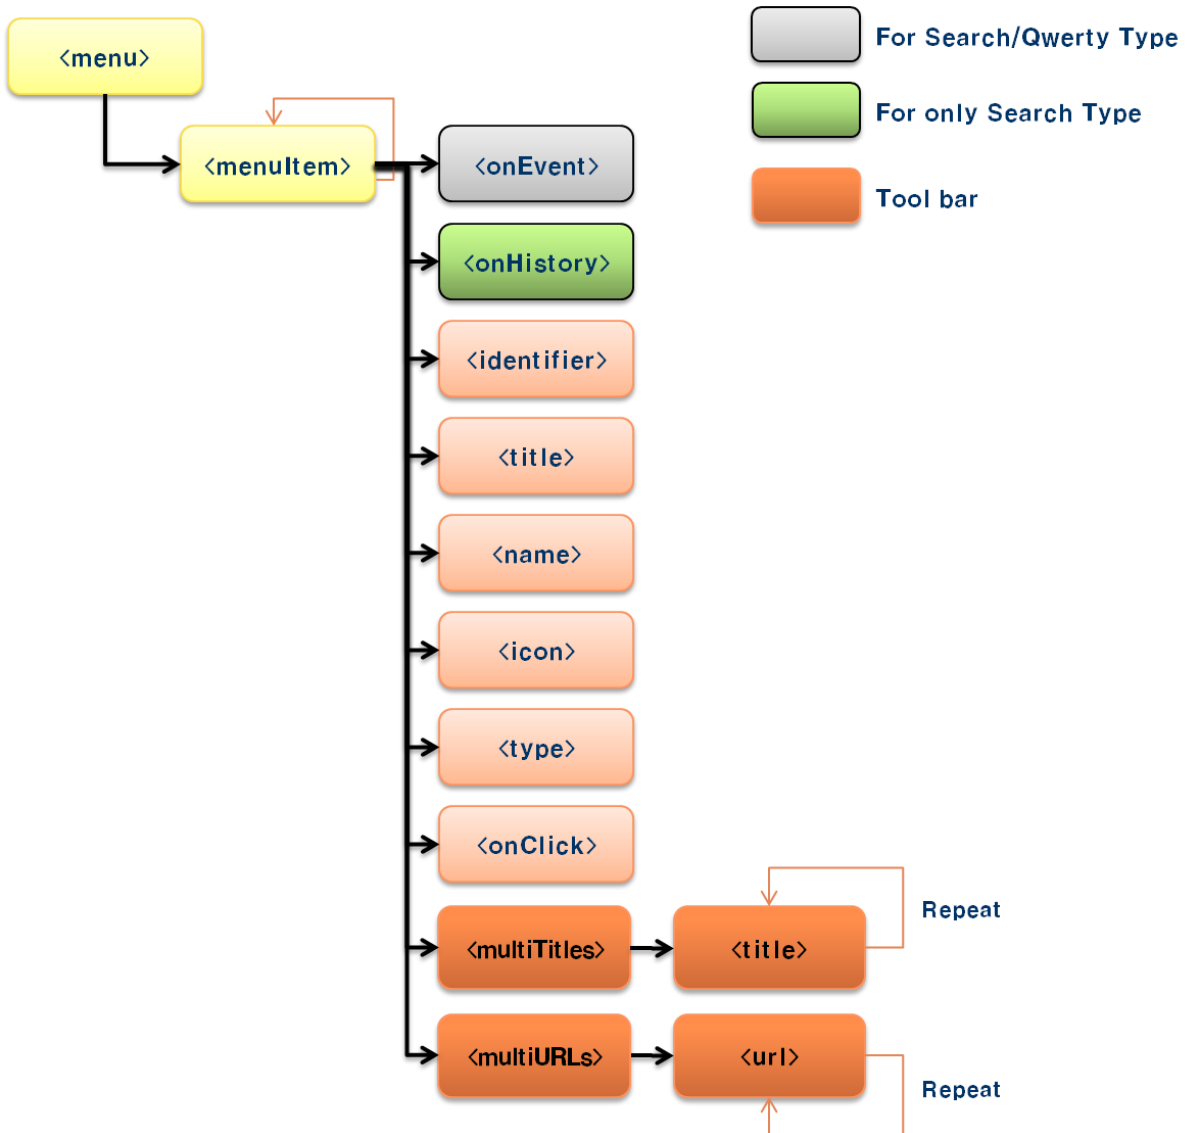 <menu>
<menuItem>
<onEvent>
<onHistory>
<identifier>
<title>
<name>
<icon>
<type>
<onClick>
<multiTitles>
<title>
Repeat
<multiURLs>
<url>
Repeat
For Search/Qwerty Type
For only Search Type
Tool bar